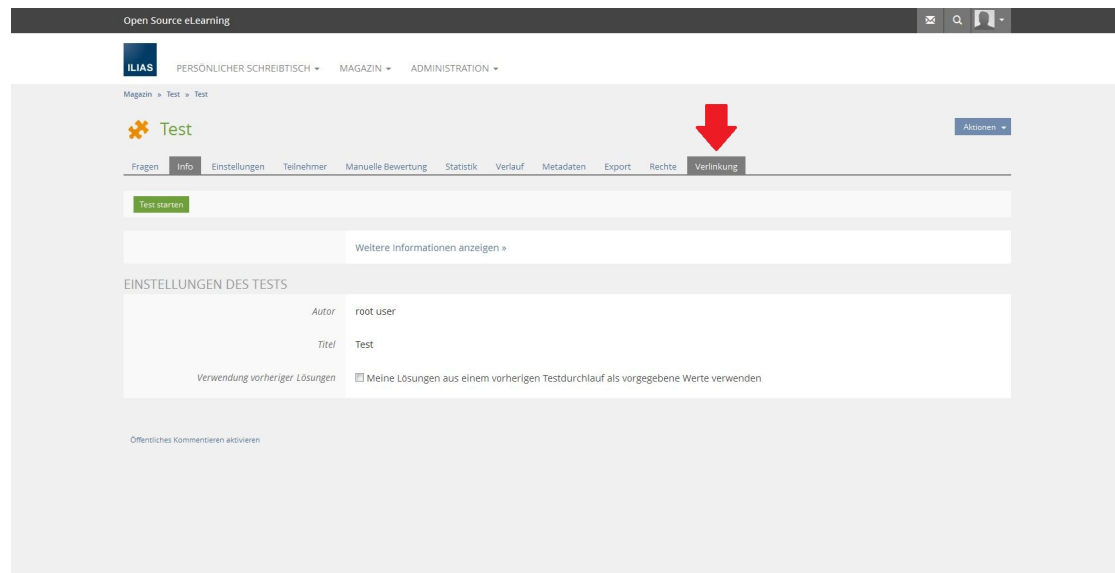 Open Source eLearning
ILIAS PERSÖNLICHER SCHREIBTISCH MAGAZIN ADMINISTRATION
Magazin » Test » Test
Test
Aktionen
Fragen Info Einstellungen Teilnehmer Manuelle Bewertung Statistik Verlauf Metadaten Export Rechte Verlinkung
Test starten
Weitere Informationen anzeigen »
EINSTELLUNGEN DES TESTS
Autor root user
Titel Test
Verwendung vorheriger Lösungen Meine Lösungen aus einem vorherigen Testdurchlauf als vorgegebene Werte verwenden
Öffentliches Kommentieren aktivieren